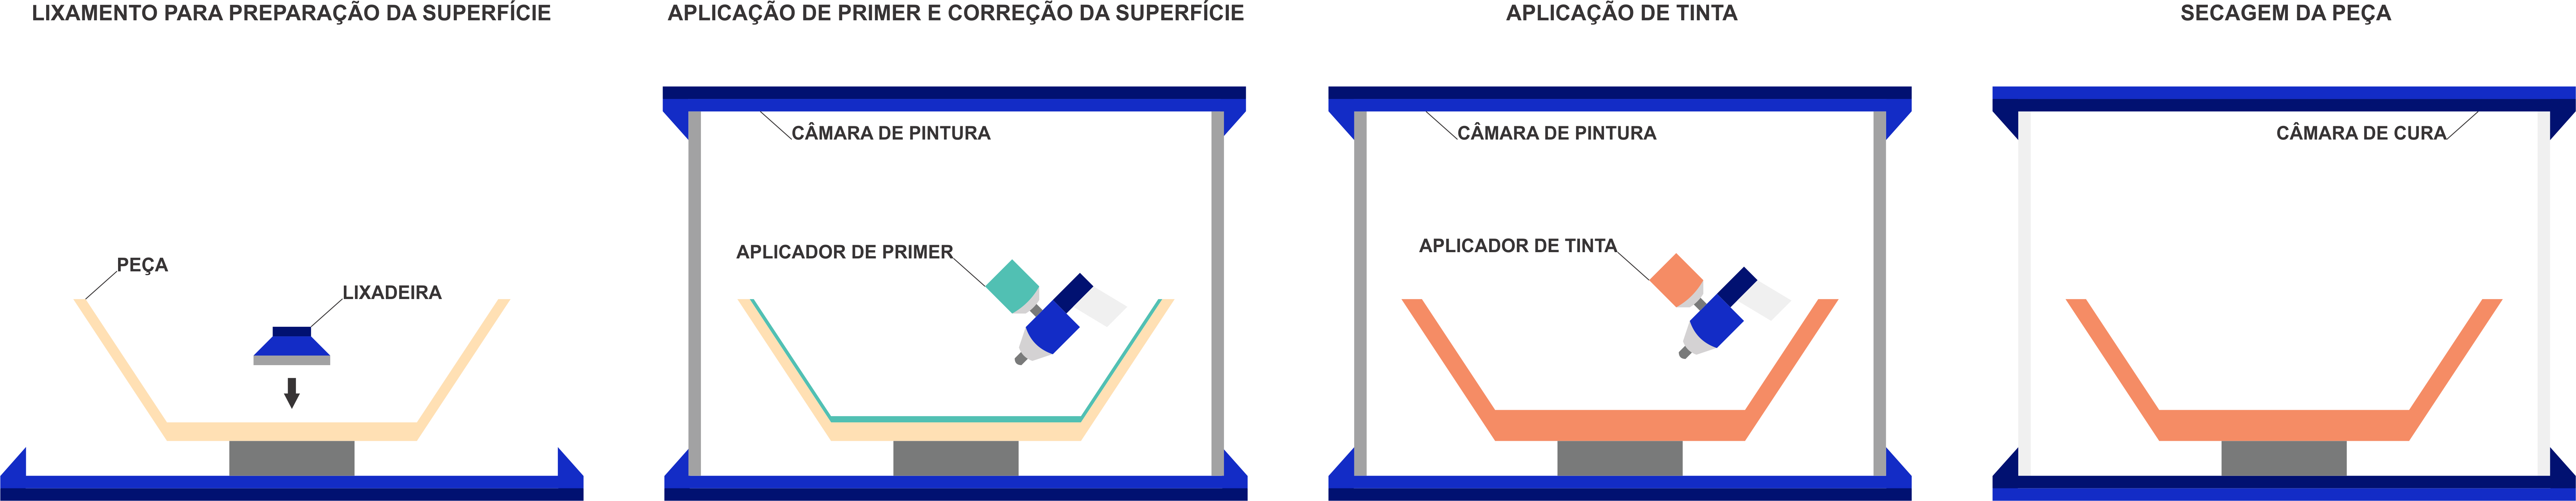 LIXAMENTO PARA PREPARAÇÃO DA SUPERFÍCIE
APLICAÇÃO DE PRIMER E CORREÇÃO DA SUPERFÍCIE
APLICAÇÃO DE TINTA
SECAGEM DA PEÇA
PEÇA
LIXADEIRA
CÂMARA DE PINTURA
APLICADOR DE PRIMER
CÂMARA DE PINTURA
APLICADOR DE TINTA
CÂMARA DE CURA